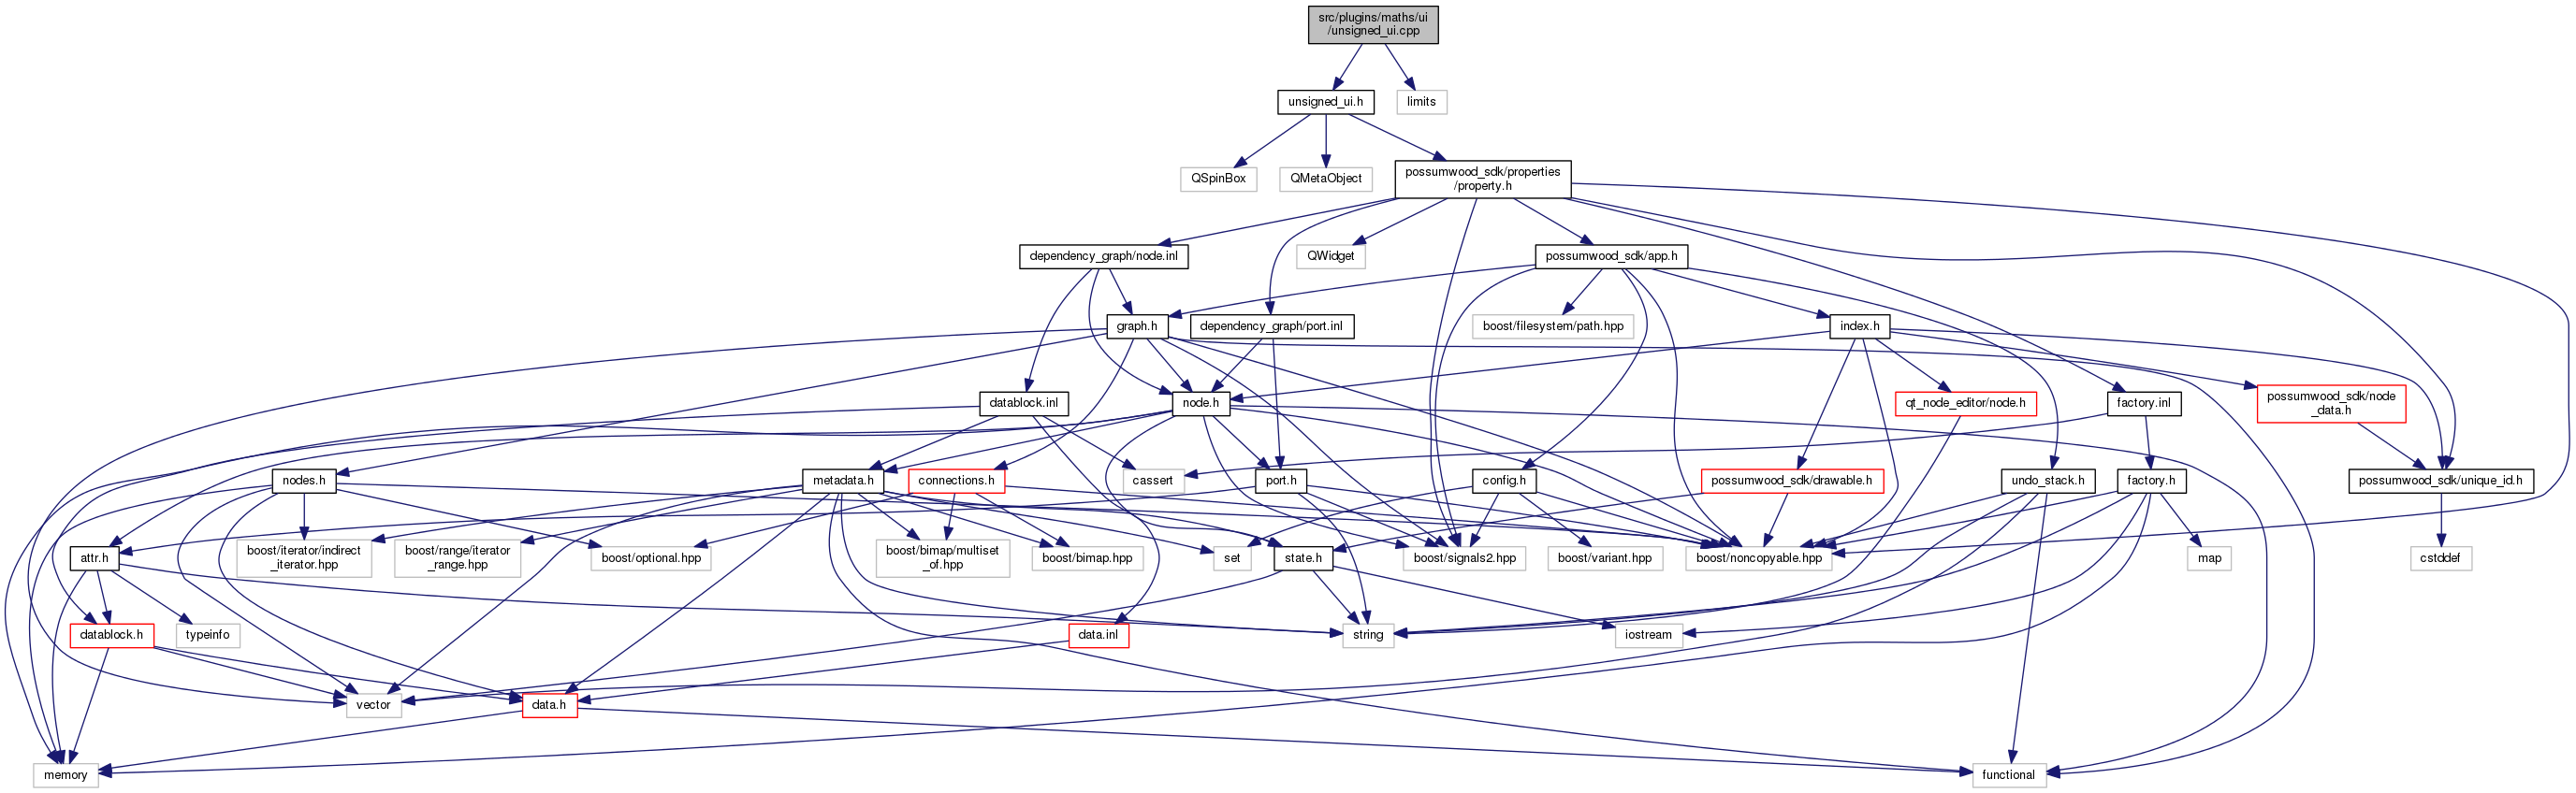 src/plugins/maths/ui
/unsigned_ui.cpp
unsigned_ui.h
limits
QSpinBox
QMetaObject
possumwood_sdk/properties
/property.h
dependency_graph/node.inl
QWidget
possumwood_sdk/app.h
graph.h
dependency_graph/port.inl
boost/filesystem/path.hpp
index.h
datablock.inl
node.h
qt_node_editor/node.h
factory.inl
possumwood_sdk/node
_data.h
nodes.h
metadata.h
connections.h
cassert
port.h
config.h
possumwood_sdk/drawable.h
undo_stack.h
factory.h
possumwood_sdk/unique_id.h
attr.h
boost/iterator/indirect
_iterator.hpp
boost/range/iterator
_range.hpp
boost/optional.hpp
boost/bimap/multiset
_of.hpp
boost/bimap.hpp
set
state.h
boost/signals2.hpp
boost/variant.hpp
boost/noncopyable.hpp
map
cstddef
datablock.h
typeinfo
data.inl
string
iostream
vector
data.h
memory
functional